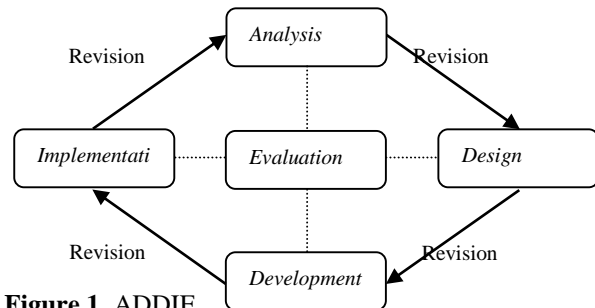 Analysis
Revision
Revision
Implementati
Evaluation
Design
Revision
Revision
Development
Figure 1. ADDIE